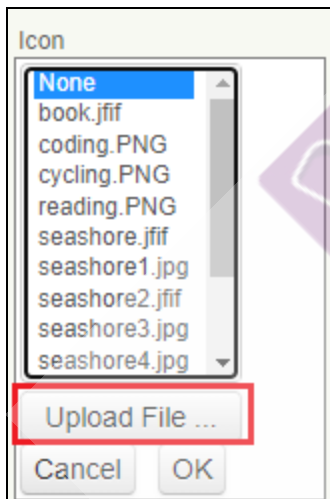 Icon
None
book.jfif
coding.PNG
cycling.PNG
reading.PNG
seashore.jfif
seashore1.jpg
seashore2.jfif
seashore3.jpg
seashore4.jpg
Upload File ...
Cancel OK